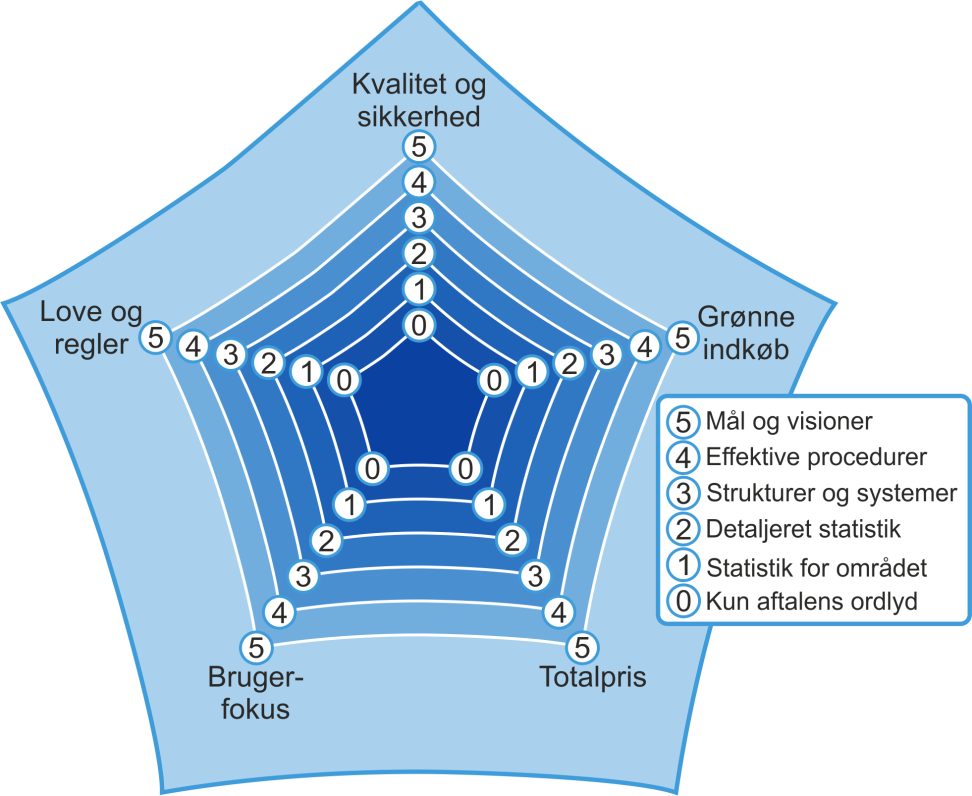 Kvalitet og
sikkerhed
5
4
3
2
1
0
Love og
regler
5 4 3 2 1 0
0 1 2 3 4 5
Grønne
indkøb
0 0
1 1
2 2
3 3
4 4
5 5
Bruger-
fokus
Totalpris
5 Mål og visioner
4 Effektive procedurer
3 Strukturer og systemer
2 Detaljeret statistik
1 Statistik for området
0 Kun aftalens ordlyd